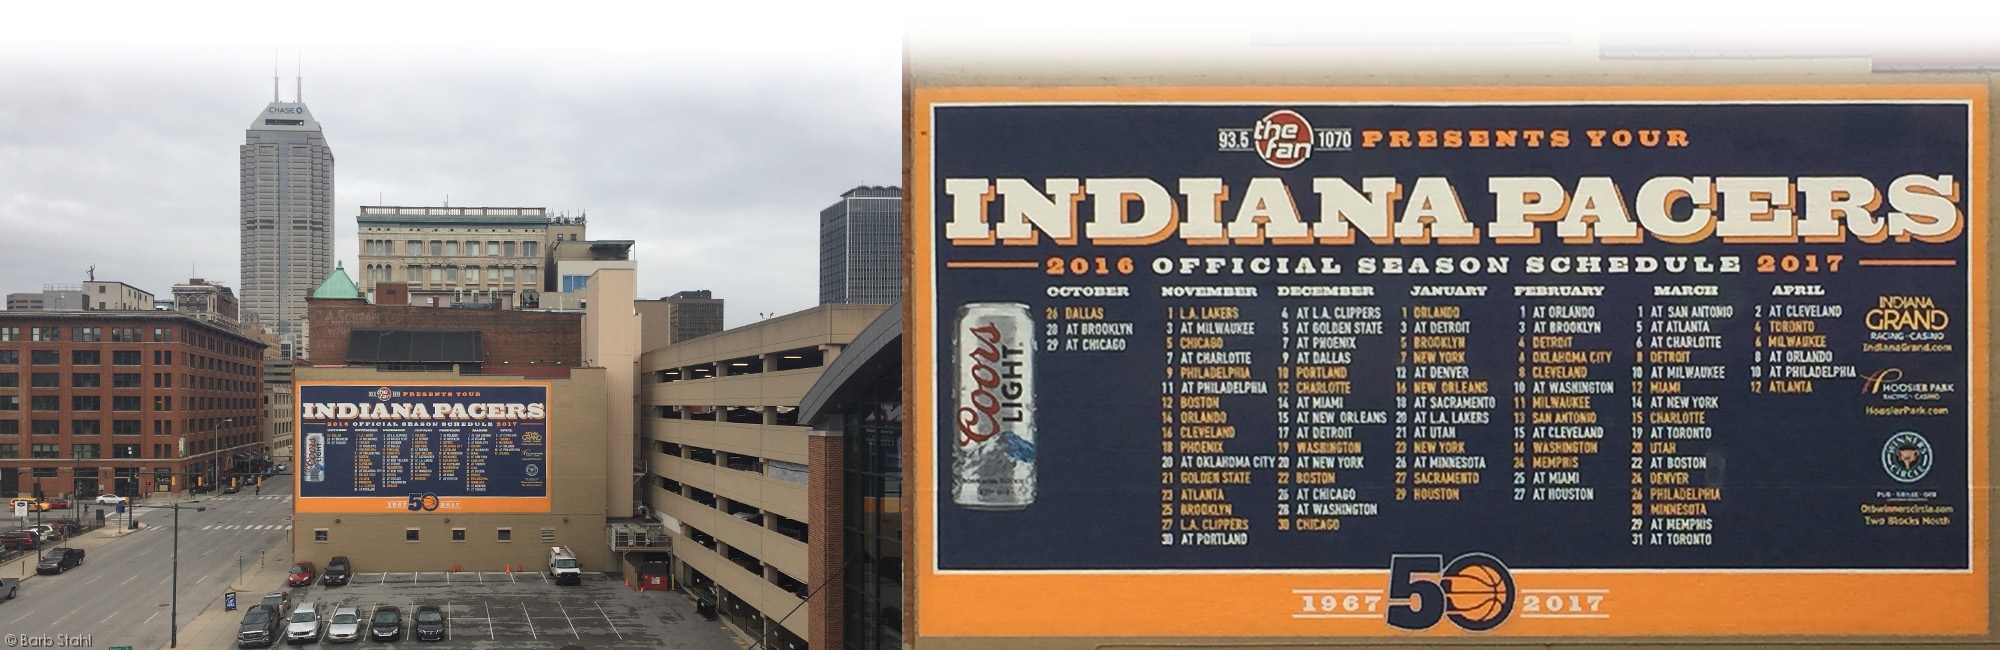 CHASE
INDIANA PACERS
© Barb Stahl
93.5 the fan 1070 PRESENTS YOUR
INDIANA PACERS
2016 OFFICIAL SEASON SCHEDULE 2017
Coors LIGHT
OCTOBER
26 DALLAS
28 AT BROOKLYN
29 AT CHICAGO
NOVEMBER
1 L.A. LAKERS
3 AT MILWAUKEE
5 CHICAGO
7 AT CHARLOTTE
9 PHILADELPHIA
11 AT PHILADELPHIA
12 BOSTON
14 ORLANDO
16 CLEVELAND
18 PHOENIX
20 AT OKLAHOMA CITY
21 GOLDEN STATE
23 ATLANTA
25 BROOKLYN
27 L.A. CLIPPERS
30 AT PORTLAND
DECEMBER
4 AT L.A. CLIPPERS
5 AT GOLDEN STATE
7 AT PHOENIX
9 AT DALLAS
10 PORTLAND
12 CHARLOTTE
14 AT MIAMI
15 AT NEW ORLEANS
17 AT DETROIT
19 WASHINGTON
20 AT NEW YORK
22 BOSTON
26 AT CHICAGO
28 AT WASHINGTON
30 CHICAGO
JANUARY
1 ORLANDO
3 AT DETROIT
5 BROOKLYN
7 NEW YORK
12 AT DENVER
16 NEW ORLEANS
18 AT SACRAMENTO
20 AT L.A. LAKERS
21 AT UTAH
23 NEW YORK
26 AT MINNESOTA
27 SACRAMENTO
29 HOUSTON
FEBRUARY
1 AT ORLANDO
3 AT BROOKLYN
4 DETROIT
6 OKLAHOMA CITY
8 CLEVELAND
10 AT WASHINGTON
11 MILWAUKEE
13 SAN ANTONIO
15 AT CLEVELAND
16 WASHINGTON
24 MEMPHIS
25 AT MIAMI
27 AT HOUSTON
MARCH
1 AT SAN ANTONIO
5 AT ATLANTA
6 AT CHARLOTTE
8 DETROIT
10 AT MILWAUKEE
12 MIAMI
14 AT NEW YORK
15 CHARLOTTE
19 AT TORONTO
20 UTAH
22 AT BOSTON
24 DENVER
26 PHILADELPHIA
28 MINNESOTA
29 AT MEMPHIS
31 AT TORONTO
APRIL
2 AT CLEVELAND
4 TORONTO
6 MILWAUKEE
8 AT ORLANDO
10 AT PHILADELPHIA
12 ATLANTA
INDIANA
GRAND
RACING · CASINO
IndianaGrand.com
HOOSIER PARK
RACING · CASINO
HoosierPark.com
WINNER'S
CIRCLE
PUB · GRILLE · OTB
Otbwinnerscircle.com
Two Blocks North
1967 50 2017